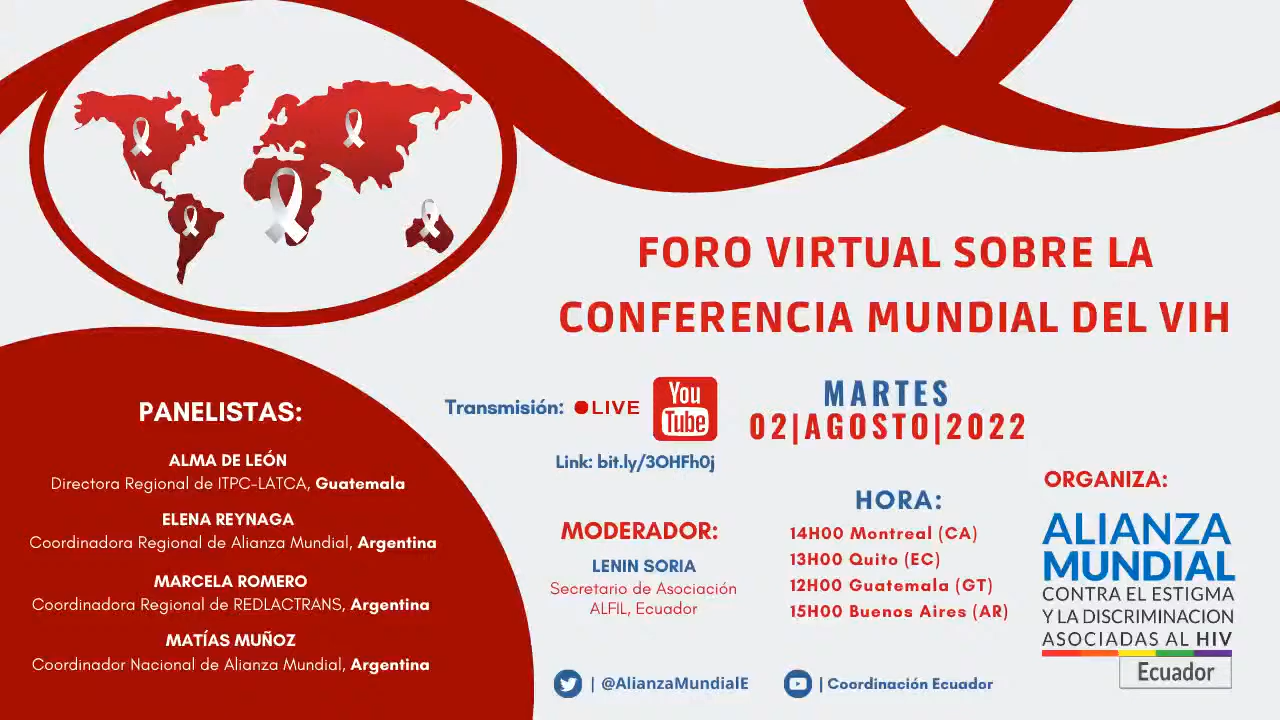 FORO VIRTUAL SOBRE LA
CONFERENCIA MUNDIAL DEL VIH
PANELISTAS:
ALMA DE LEÓN
Directora Regional de ITPC-LATCA, Guatemala
ELENA REYNAGA
Coordinadora Regional de Alianza Mundial, Argentina
MARCELA ROMERO
Coordinadora Regional de REDLACTRANS, Argentina
MATÍAS MUÑOZ
Coordinador Nacional de Alianza Mundial, Argentina
Transmisión: LIVE
You
Tube
Link: bit.ly/3OHFh0j
MARTES
02|AGOSTO|2022
MODERADOR:
LENIN SORIA
Secretario de Asociación
ALFIL, Ecuador
HORA:
14H00 Montreal (CA)
13H00 Quito (EC)
12H00 Guatemala (GT)
15H00 Buenos Aires (AR)
ORGANIZA:
ALIANZA
MUNDIAL
CONTRA EL ESTIGMA
Y LA DISCRIMINACION
ASOCIADAS AL HIV
Ecuador
| @AlianzaMundialE
| Coordinación Ecuador